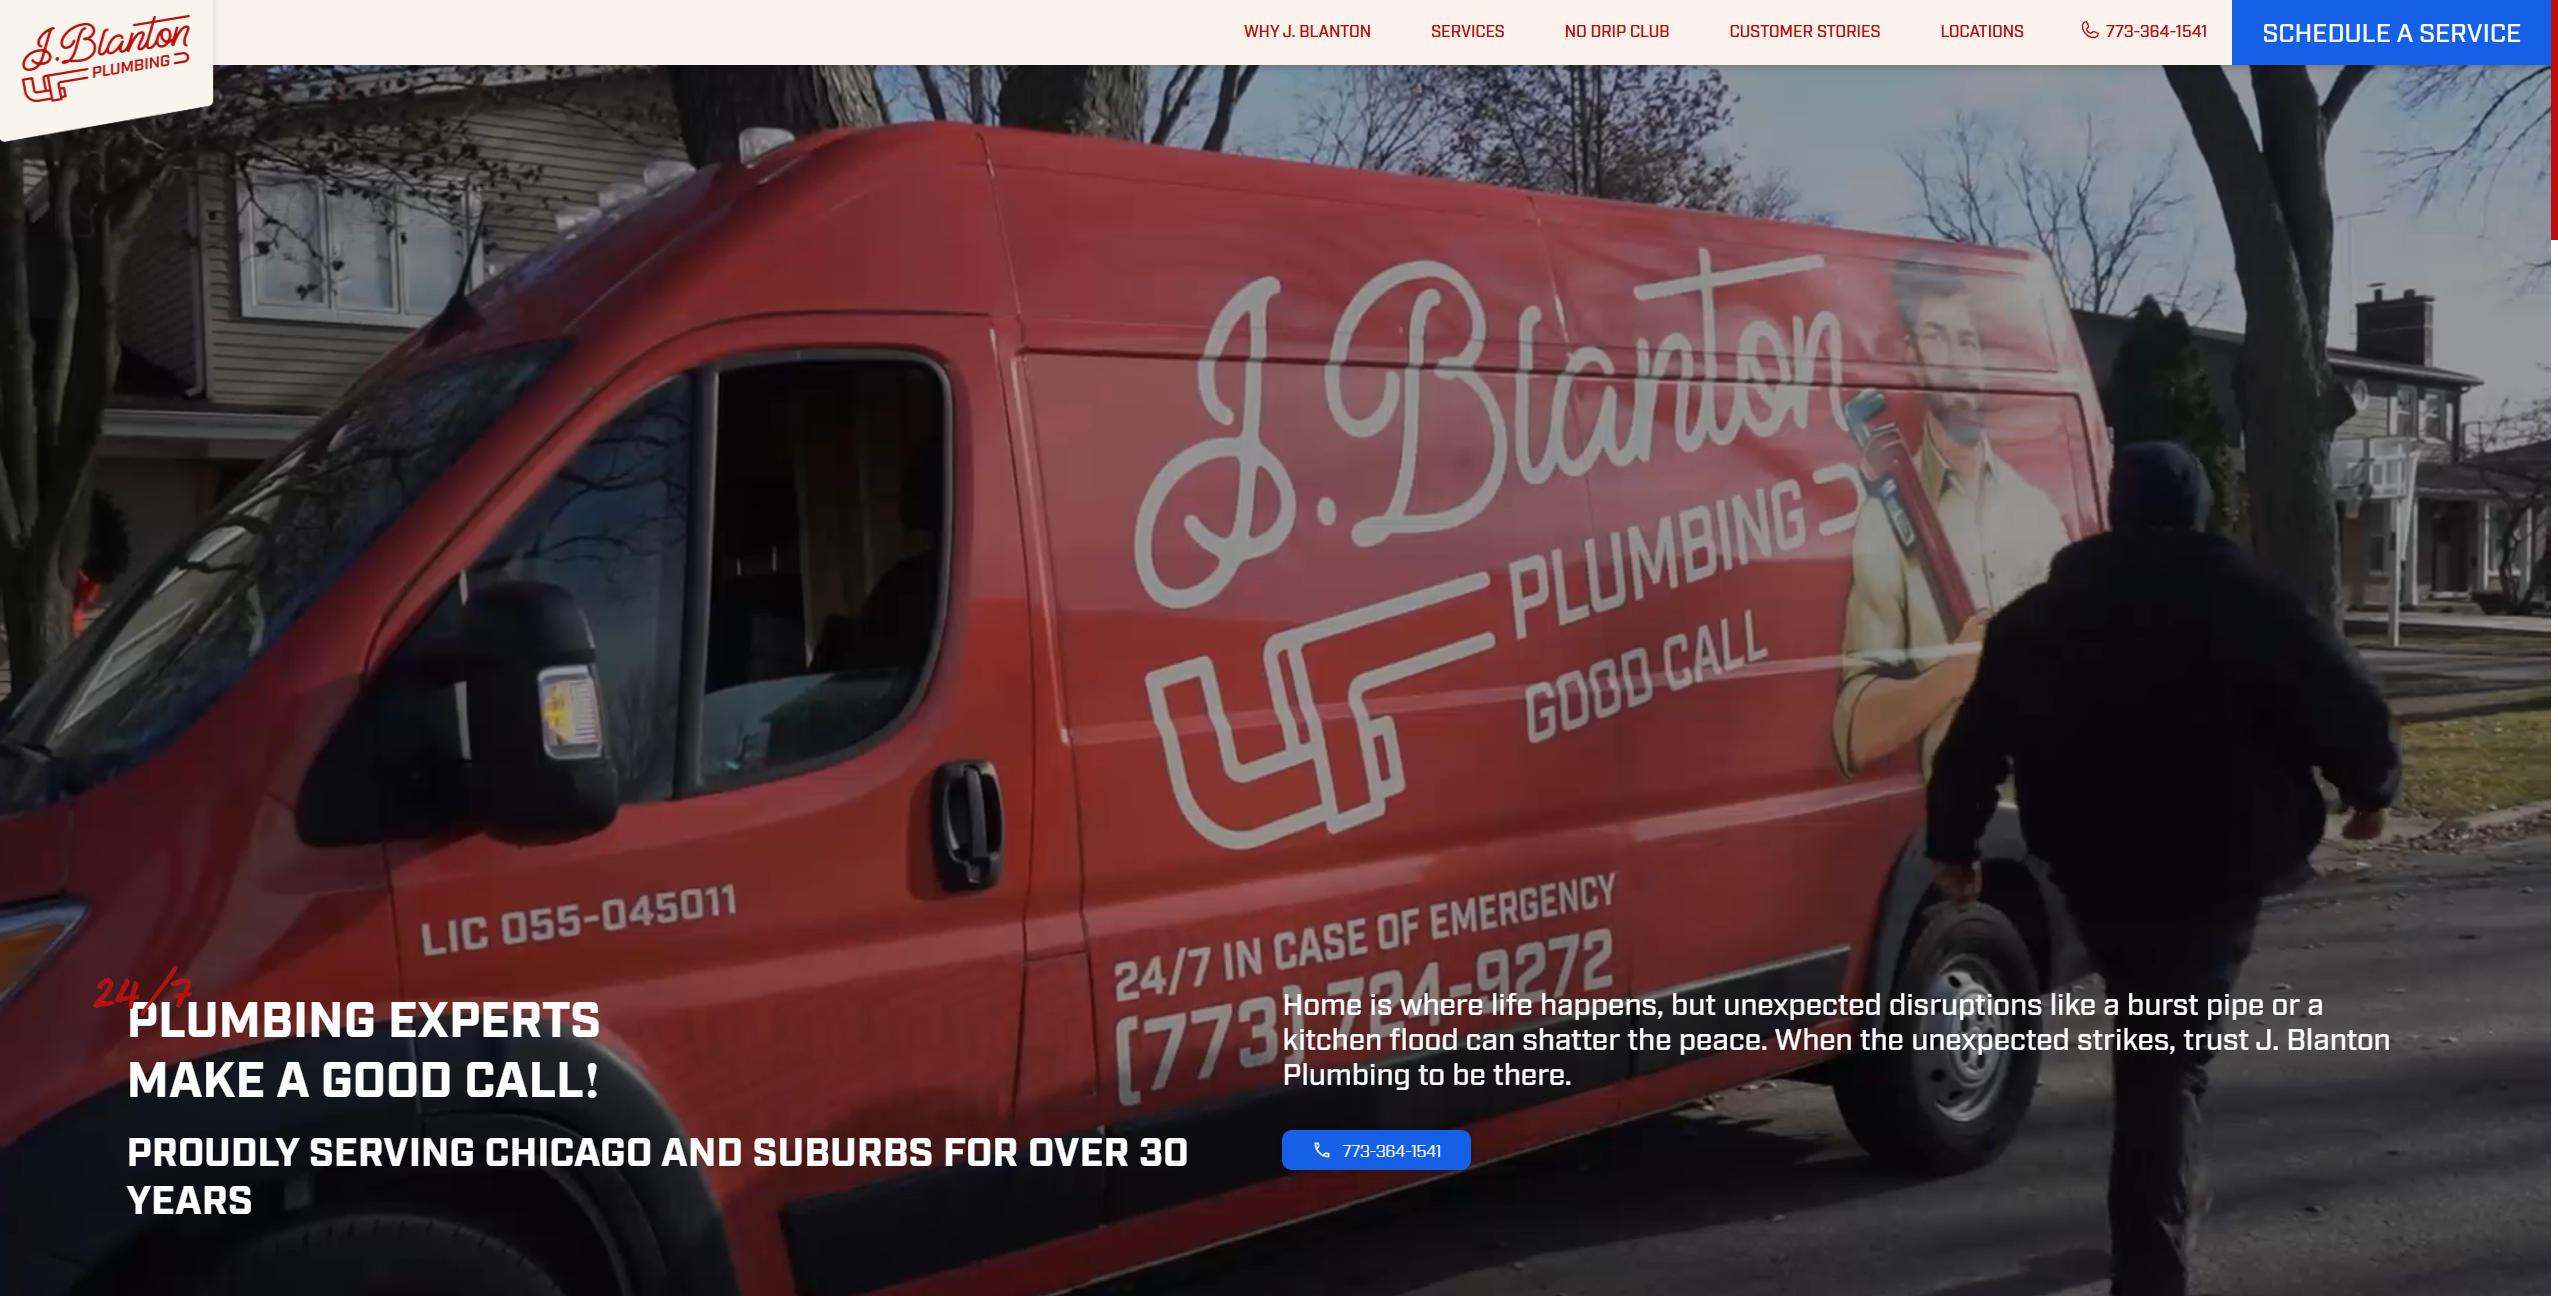 J. Blanton
PLUMBING
WHY J. BLANTON
SERVICES
NO DRIP CLUB
CUSTOMER STORIES
LOCATIONS
773-364-1541
SCHEDULE A SERVICE
J. Blanton
PLUMBING
GOOD CALL
LIC 055-045011
24/7 IN CASE OF EMERGENCY
(773) 724-9272
24/7
PLUMBING EXPERTS
MAKE A GOOD CALL!
PROUDLY SERVING CHICAGO AND SUBURBS FOR OVER 30
YEARS
Home is where life happens, but unexpected disruptions like a burst pipe or a
kitchen flood can shatter the peace. When the unexpected strikes, trust J. Blanton
Plumbing to be there.
773-364-1541